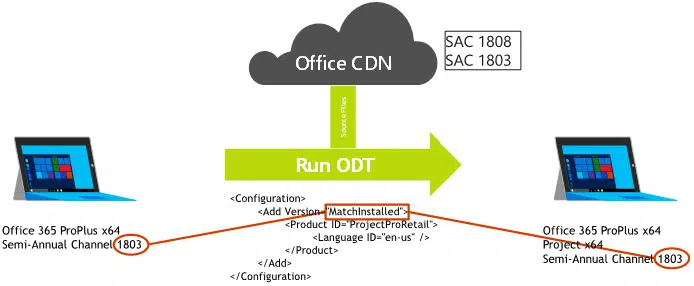 Office CDN
SAC 1808
SAC 1803
Source Files
Run ODT
Office 365 ProPlus x64
Semi-Annual Channel 1803
<Configuration>
<Add Version="MatchInstalled">
<Product ID="ProjectProRetail">
<Language ID="en-us" />
</Product>
</Add>
</Configuration>
Office 365 ProPlus x64
Project x64
Semi-Annual Channel 1803